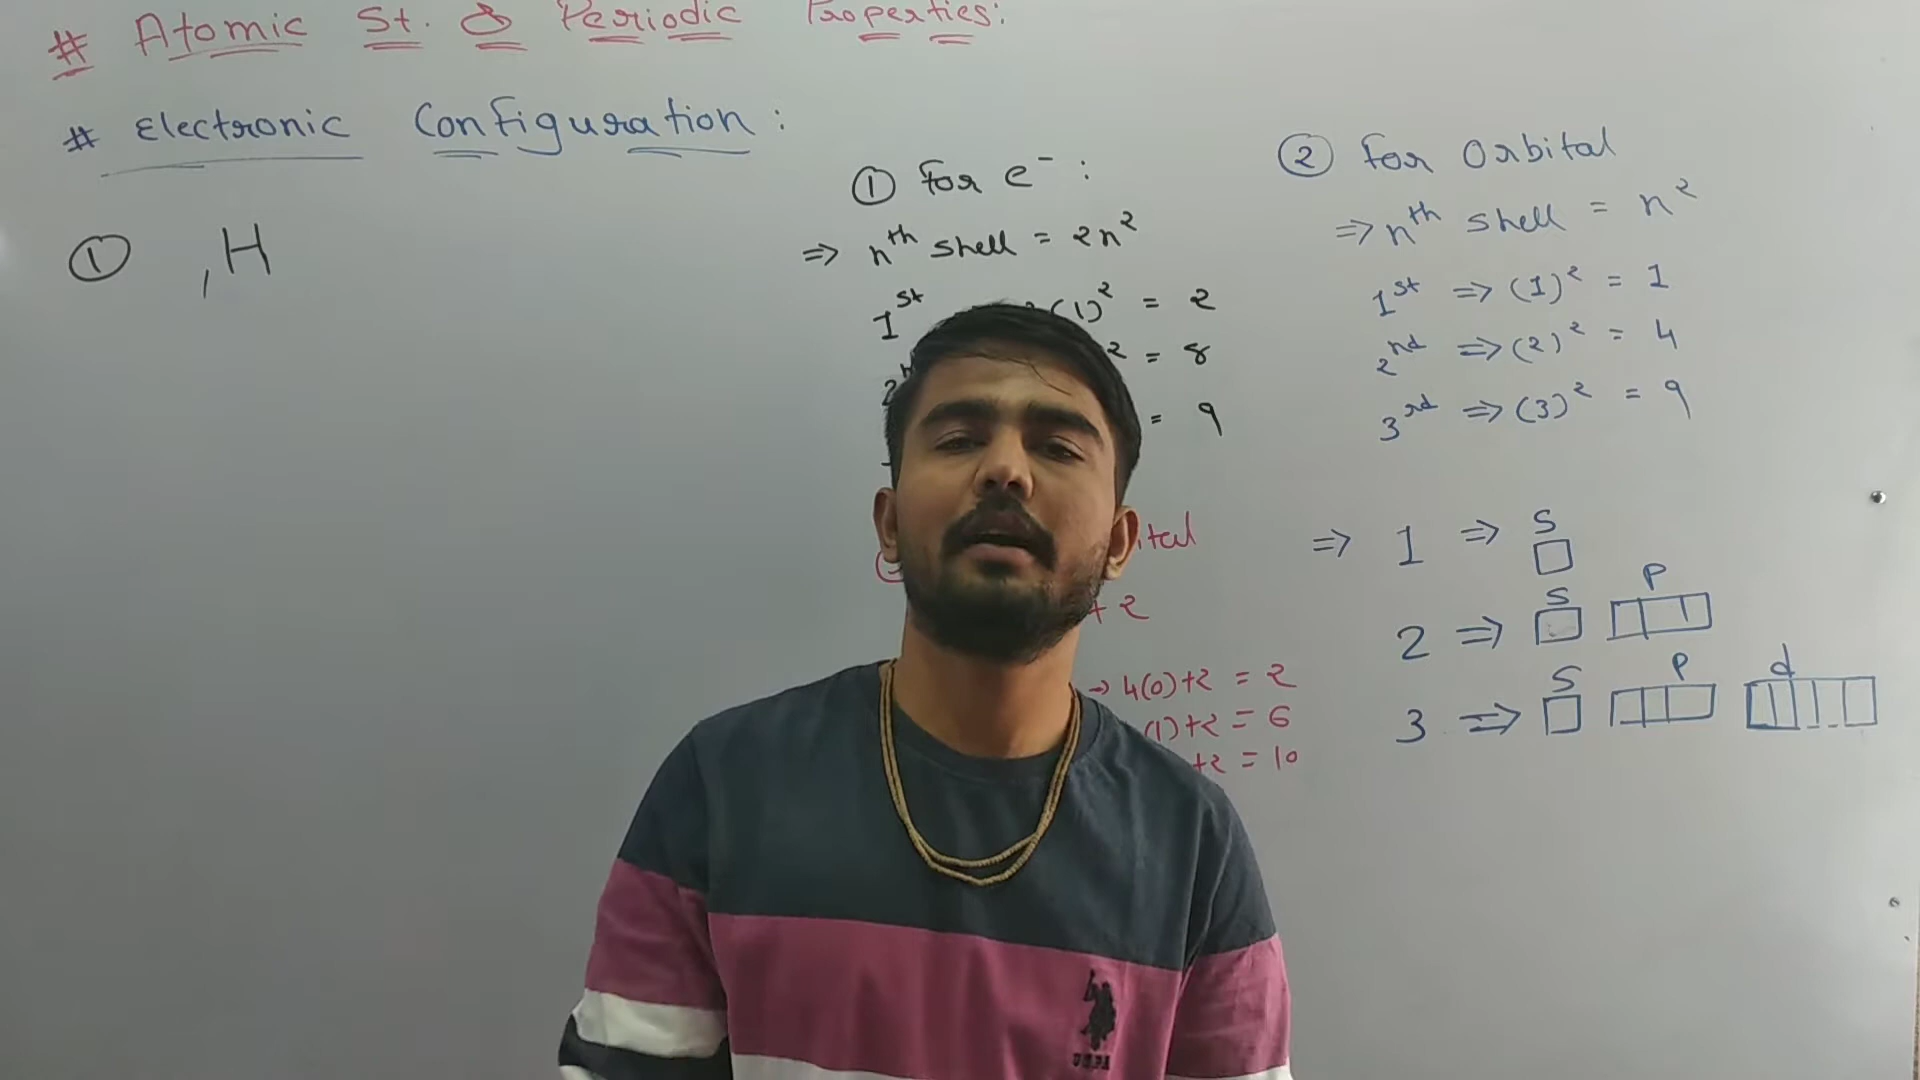 # Atomic St. & Periodic Properties:
# Electronic Configuration:
① ₁H
① For e⁻ :
⇒ nᵗʰ shell = 2n²
1ˢᵗ (1)² = 2
² = 8
= 9
ital
+ 2
→ 4(0)+2 = 2
(1)+2 = 6
+2 = 10
② For Orbital
⇒ nᵗʰ shell = n²
1ˢᵗ ⇒ (1)² = 1
2ⁿᵈ ⇒ (2)² = 4
3ʳᵈ ⇒ (3)² = 9
⇒ 1 ⇒ S
2 ⇒ S P
3 ⇒ S P d
USPA